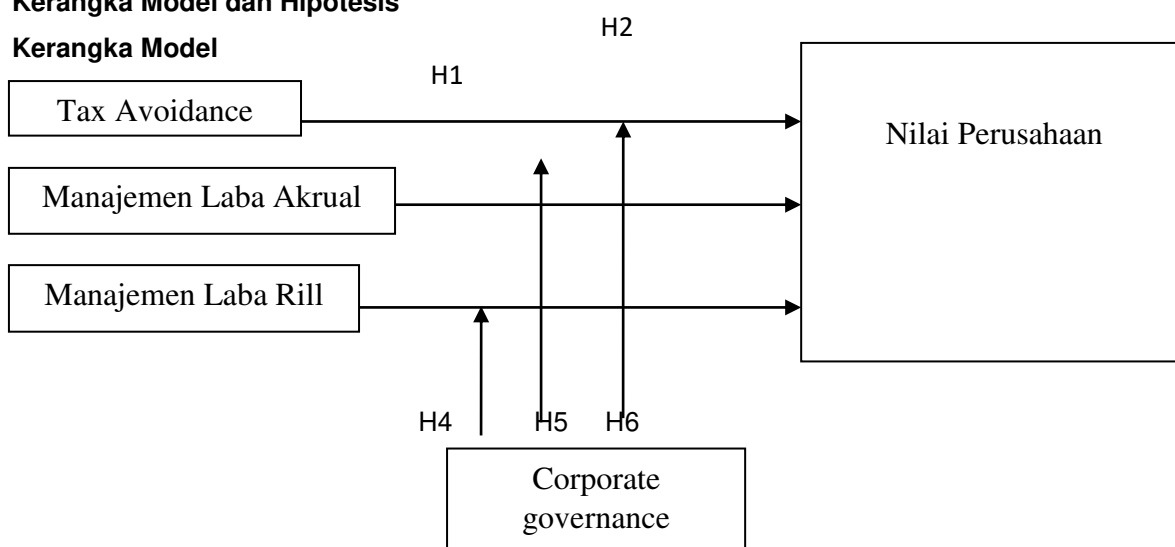 Kerangka Model dan Hipotesis
H2
Kerangka Model
H1
Tax Avoidance
Nilai Perusahaan
Manajemen Laba Akrual
Manajemen Laba Rill
H4 H5 H6
Corporate
governance